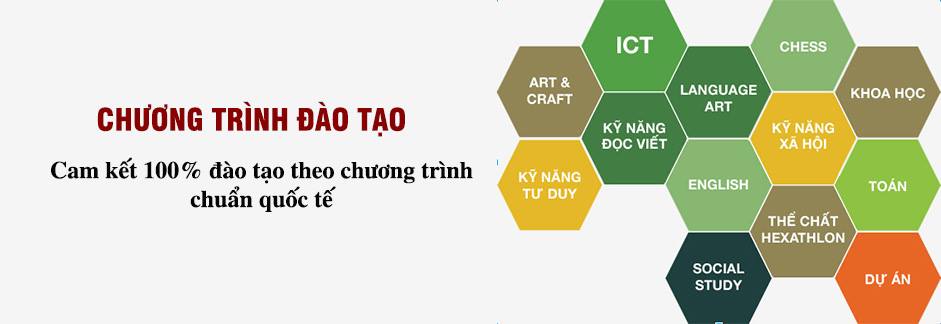 CHƯƠNG TRÌNH ĐÀO TẠO
Cam kết 100% đào tạo theo chương trình
chuẩn quốc tế
ICT
CHESS
ART &
CRAFT
LANGUAGE
ART
KHOA HỌC
KỸ NĂNG
ĐỌC VIẾT
KỸ NĂNG
XÃ HỘI
KỸ NĂNG
TƯ DUY
ENGLISH
TOÁN
THỂ CHẤT
HEXATHLON
SOCIAL
STUDY
DỰ ÁN